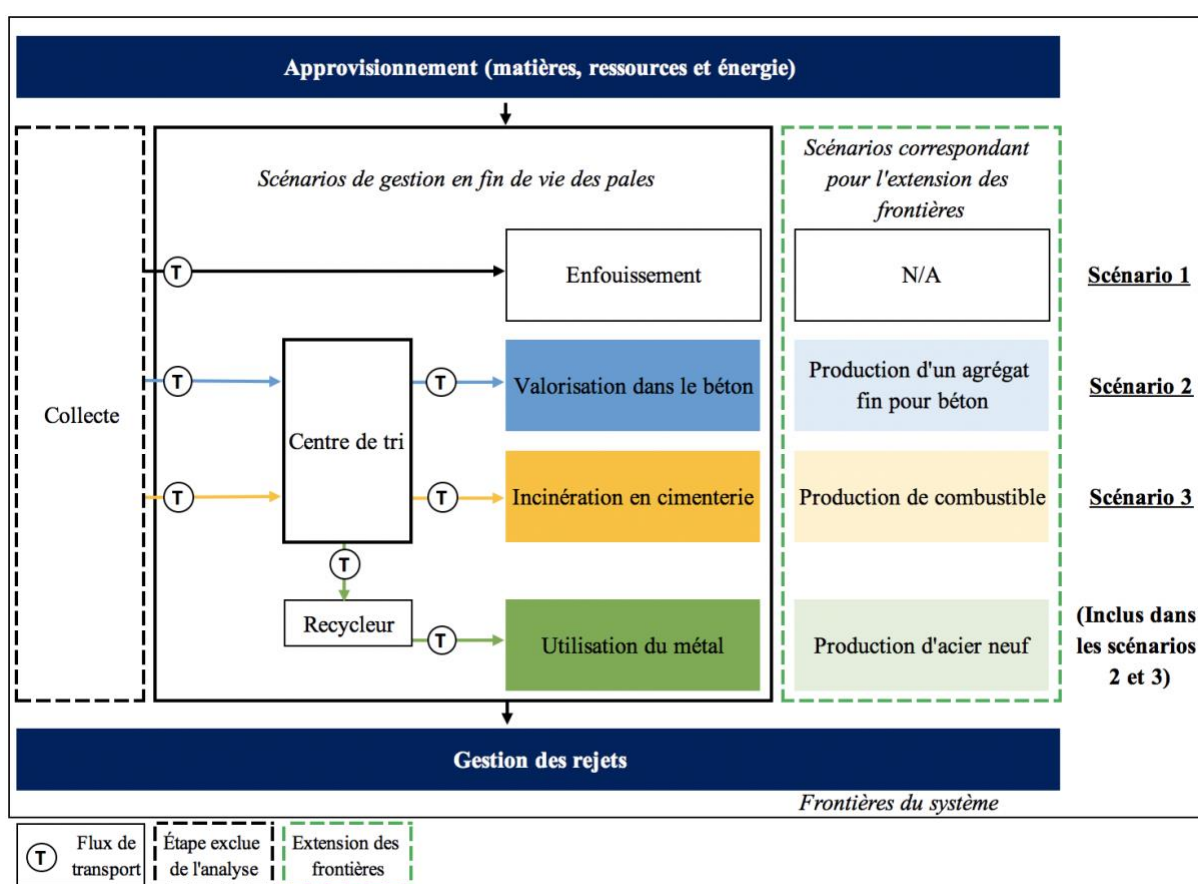 Approvisionnement (matières, ressources et énergie)
Scénarios de gestion en fin de vie des pales
Scénarios correspondant
pour l'extension des
frontières
Collecte
T
Enfouissement
N/A
Scénario 1
T
Centre de tri
T
Valorisation dans le béton
Production d'un agrégat
fin pour béton
Scénario 2
T
T
Incinération en cimenterie
Production de combustible
Scénario 3
T
Recycleur
T
Utilisation du métal
Production d'acier neuf
(Inclus dans
les scénarios
2 et 3)
Gestion des rejets
Frontières du système
T
Flux de
transport
Étape exclue
de l'analyse
Extension des
frontières